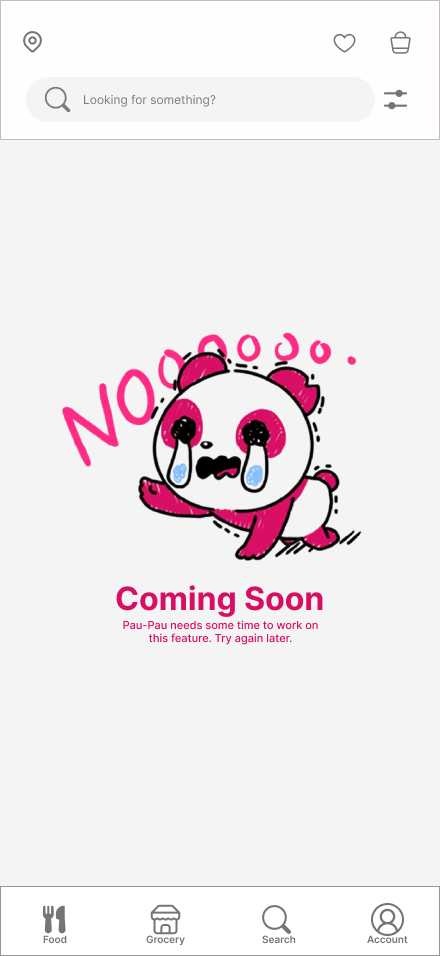 Looking for something?
NOOOOOOO.
Coming Soon
Pau-Pau needs some time to work on
this feature. Try again later.
Food
Grocery
Search
Account